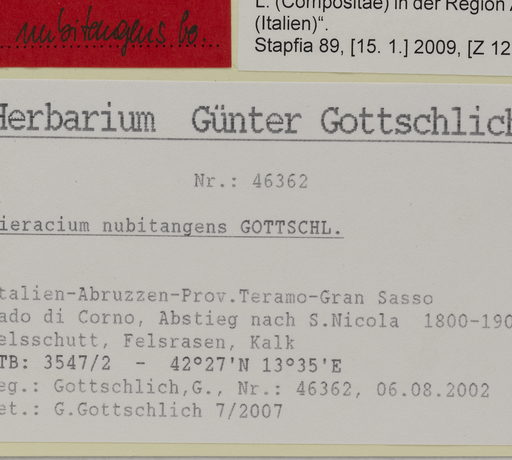 nubitangens
L. (Compositae) in der Region A
(Italien)“.
Stapfia 89, [15. 1.] 2009, [Z 12
Herbarium Günter Gottschlich
Nr.: 46362
ieracium nubitangens GOTTSCHL.
talien-Abruzzen-Prov.Teramo-Gran Sasso
ado di Corno, Abstieg nach S.Nicola 1800-190
elsschutt, Felsrasen, Kalk
TB: 3547/2 - 42°27'N 13°35'E
eg.: Gottschlich,G., Nr.: 46362, 06.08.2002
et.: G.Gottschlich 7/2007